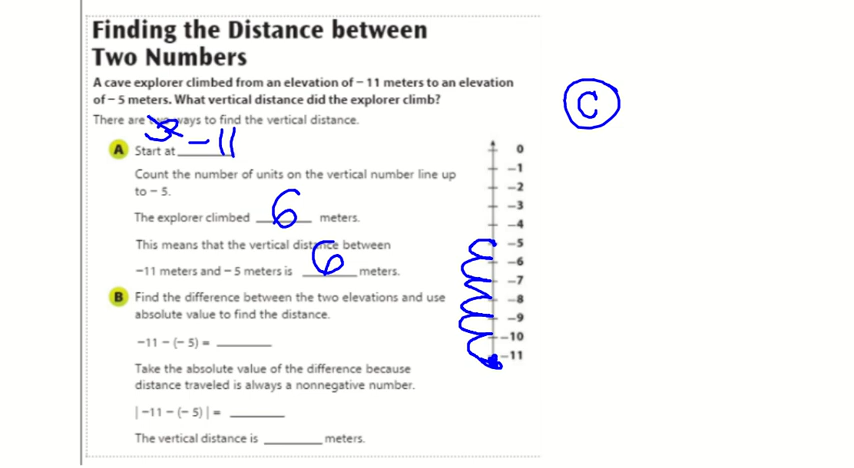 Finding the Distance between
Two Numbers
A cave explorer climbed from an elevation of – 11 meters to an elevation
of – 5 meters. What vertical distance did the explorer climb?
C
There are ways to find the vertical distance.
A Start at -11
Count the number of units on the vertical number line up
to – 5.
The explorer climbed 6 meters.
This means that the vertical distance between
–11 meters and – 5 meters is 6 meters.
B Find the difference between the two elevations and use
absolute value to find the distance.
–11 – (– 5) = ______
Take the absolute value of the difference because
distance traveled is always a nonnegative number.
| –11 – (– 5) | = ______
The vertical distance is ______ meters.
0
–1
–2
–3
–4
–5
–6
–7
–8
–9
–10
–11